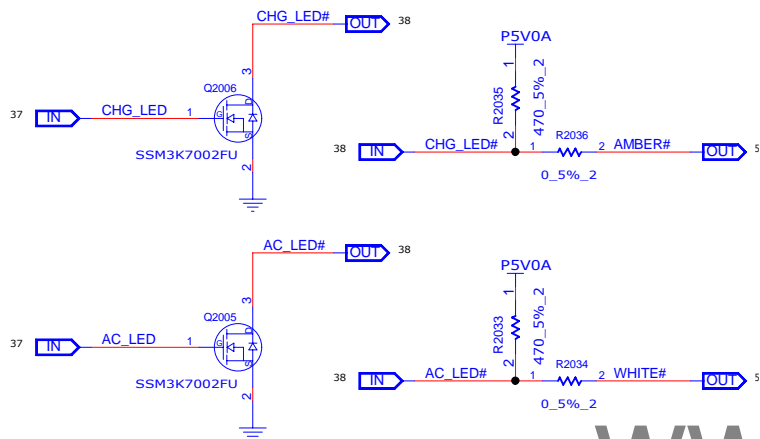 CHG_LED# OUT 38
P5V0A
Q2006 3
37 IN CHG_LED 1 G D S
SSM3K7002FU
2
1
R2035
470_5%_2
2
38 IN CHG_LED# 1 R2036 2 AMBER# OUT 5
0_5%_2
AC_LED# OUT 38
P5V0A
Q2005 3
37 IN AC_LED 1 G D S
SSM3K7002FU
2
1
R2033
470_5%_2
2
38 IN AC_LED# 1 R2034 2 WHITE# OUT 5
0_5%_2